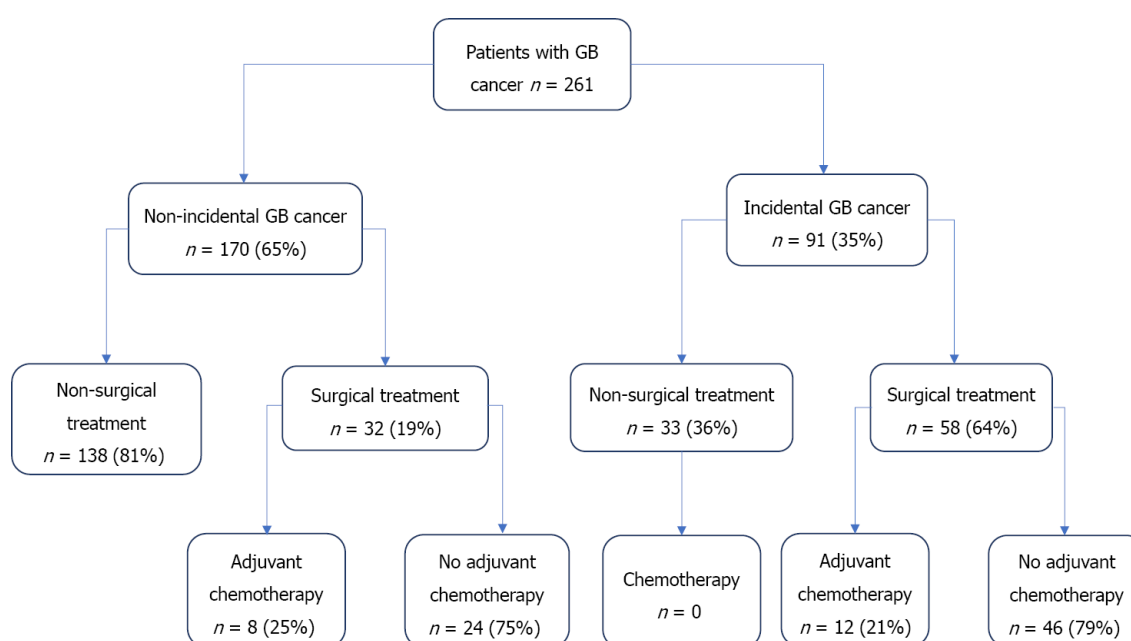 Patients with GB
cancer n = 261
Non-incidental GB cancer
n = 170 (65%)
Incidental GB cancer
n = 91 (35%)
Non-surgical
treatment
n = 138 (81%)
Surgical treatment
n = 32 (19%)
Non-surgical treatment
n = 33 (36%)
Surgical treatment
n = 58 (64%)
Adjuvant
chemotherapy
n = 8 (25%)
No adjuvant
chemotherapy
n = 24 (75%)
Chemotherapy
n = 0
Adjuvant
chemotherapy
n = 12 (21%)
No adjuvant
chemotherapy
n = 46 (79%)